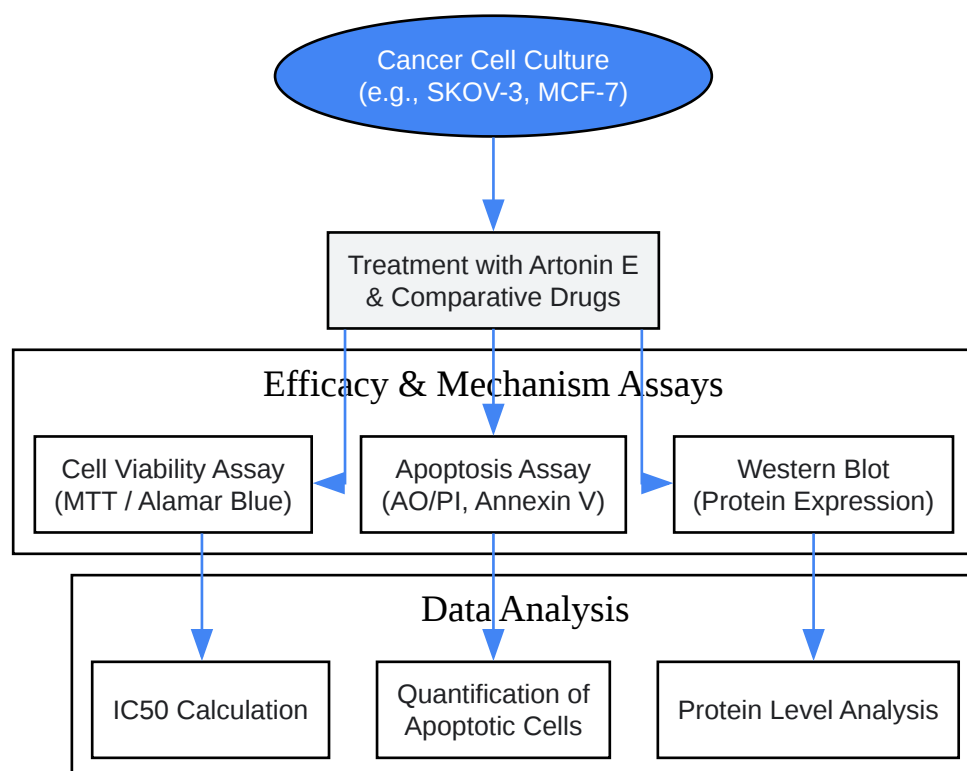 Cancer Cell Culture
(e.g., SKOV-3, MCF-7)
Treatment with Artonin E
& Comparative Drugs
Efficacy & Mechanism Assays
Cell Viability Assay
(MTT / Alamar Blue)
Apoptosis Assay
(AO/PI, Annexin V)
Western Blot
(Protein Expression)
Data Analysis
IC50 Calculation
Quantification of
Apoptotic Cells
Protein Level Analysis